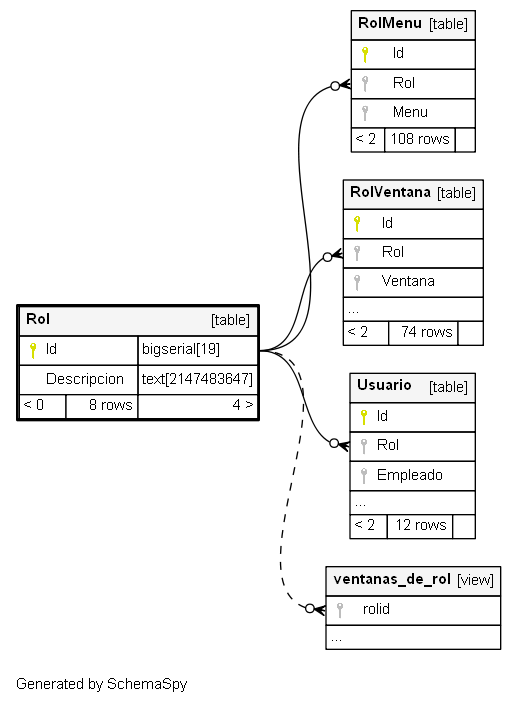 RolMenu [table]
Id
Rol
Menu
< 2 108 rows
RolVentana [table]
Id
Rol
Ventana
...
< 2 74 rows
Rol [table]
Id bigserial[19]
Descripcion text[2147483647]
< 0 8 rows 4 >
Usuario [table]
Id
Rol
Empleado
...
< 2 12 rows
ventanas_de_rol [view]
rolid
...
Generated by SchemaSpy